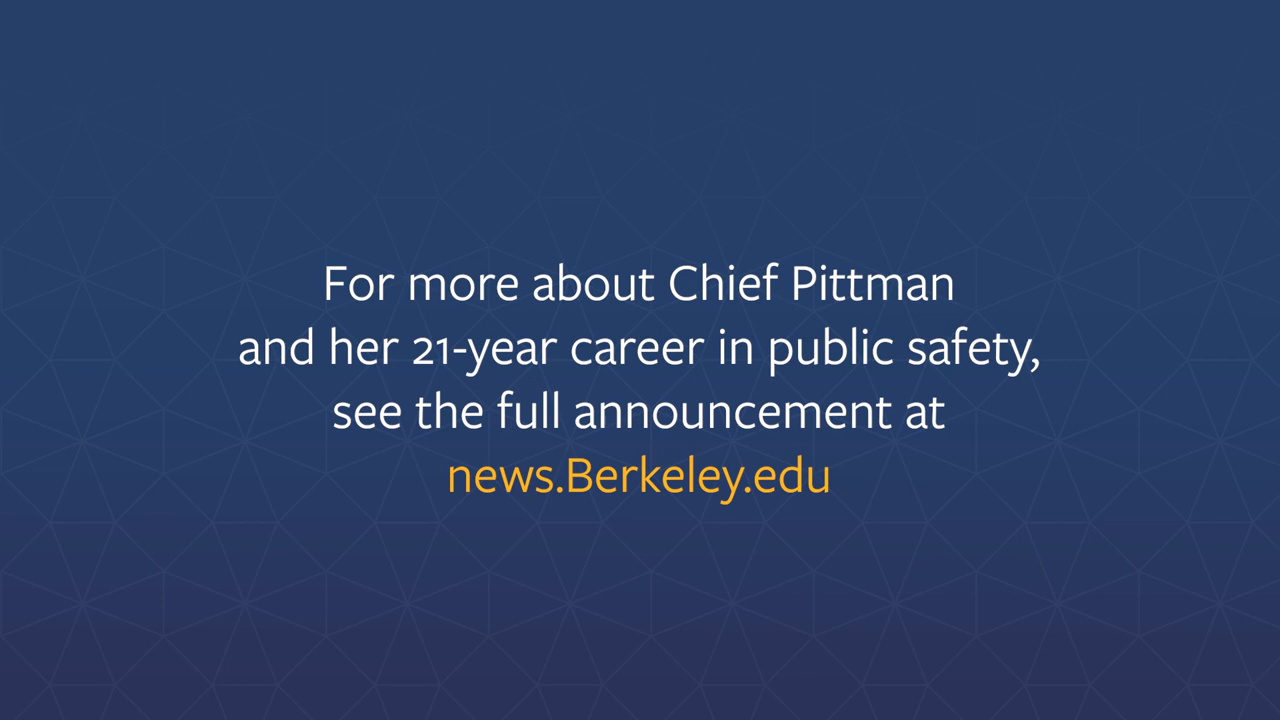 For more about Chief Pittman
and her 21-year career in public safety,
see the full announcement at
news.Berkeley.edu